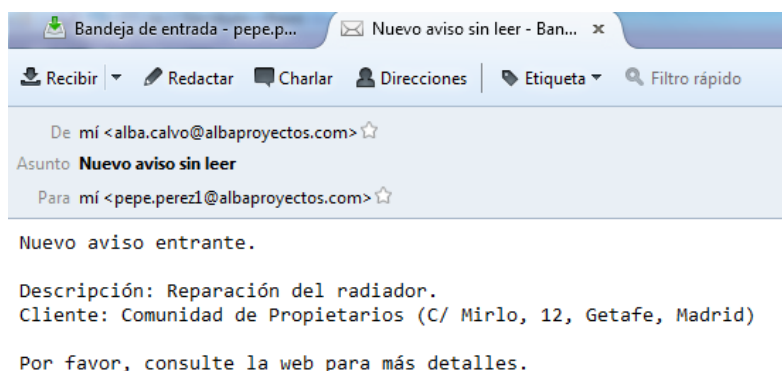 Bandeja de entrada - pepe.p... Nuevo aviso sin leer - Ban... x
Recibir Redactar Charlar Direcciones Etiqueta Filtro rápido
De mí <alba.calvo@albaproyectos.com>
Asunto Nuevo aviso sin leer
Para mí <pepe.perez1@albaproyectos.com>
Nuevo aviso entrante.
Descripción: Reparación del radiador.
Cliente: Comunidad de Propietarios (C/ Mirlo, 12, Getafe, Madrid)
Por favor, consulte la web para más detalles.